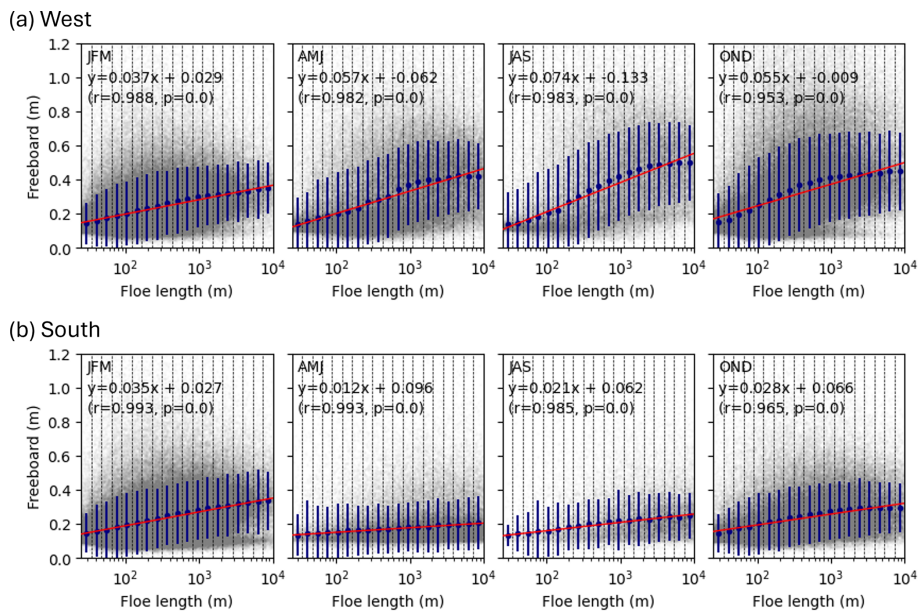 (a) West
JFM
y=0.037x + 0.029
(r=0.988, p=0.0)
AMJ
y=0.057x + -0.062
(r=0.982, p=0.0)
JAS
y=0.074x + -0.133
(r=0.983, p=0.0)
OND
y=0.055x + -0.009
(r=0.953, p=0.0)
Freeboard (m)
1.2
1.0
0.8
0.6
0.4
0.2
0.0
10² 10³ 10⁴
10² 10³ 10⁴
10² 10³ 10⁴
10² 10³ 10⁴
Floe length (m)
Floe length (m)
Floe length (m)
Floe length (m)
(b) South
JFM
y=0.035x + 0.027
(r=0.993, p=0.0)
AMJ
y=0.012x + 0.096
(r=0.993, p=0.0)
JAS
y=0.021x + 0.062
(r=0.985, p=0.0)
OND
y=0.028x + 0.066
(r=0.965, p=0.0)
Freeboard (m)
1.2
1.0
0.8
0.6
0.4
0.2
0.0
10² 10³ 10⁴
10² 10³ 10⁴
10² 10³ 10⁴
10² 10³ 10⁴
Floe length (m)
Floe length (m)
Floe length (m)
Floe length (m)